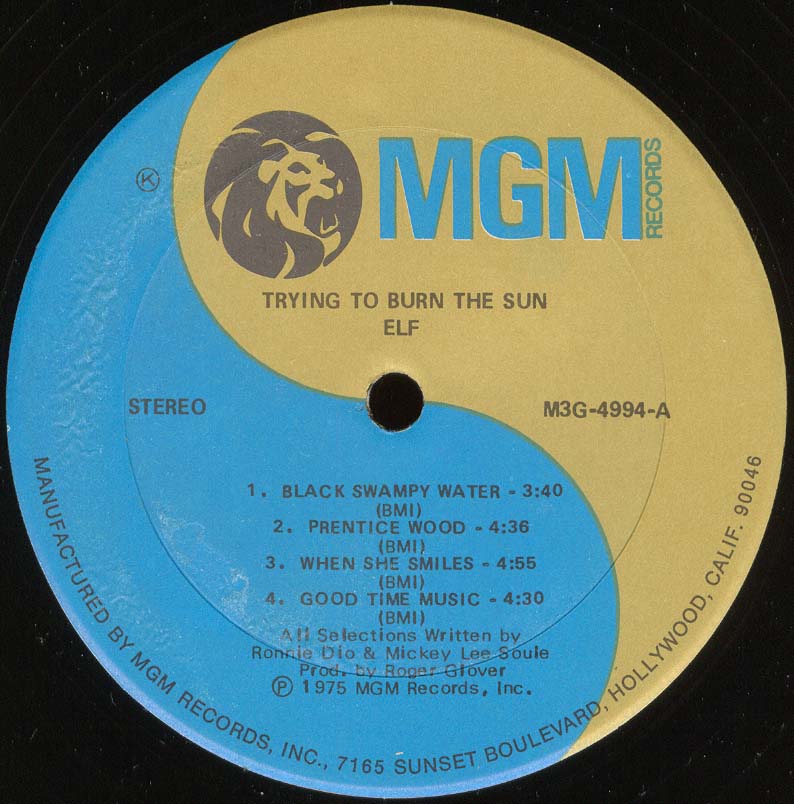 MGM RECORDS
Ⓚ
TRYING TO BURN THE SUN
ELF
STEREO
M3G-4994-A
1. BLACK SWAMPY WATER - 3:40
(BMI)
2. PRENTICE WOOD - 4:36
(BMI)
3. WHEN SHE SMILES - 4:55
(BMI)
4. GOOD TIME MUSIC - 4:30
(BMI)
All Selections Written by
Ronnie Dio & Mickey Lee Soule
Prod. by Roger Glover
Ⓟ 1975 MGM Records, Inc.
MANUFACTURED BY MGM RECORDS, INC., 7165 SUNSET BOULEVARD, HOLLYWOOD, CALIF. 90046